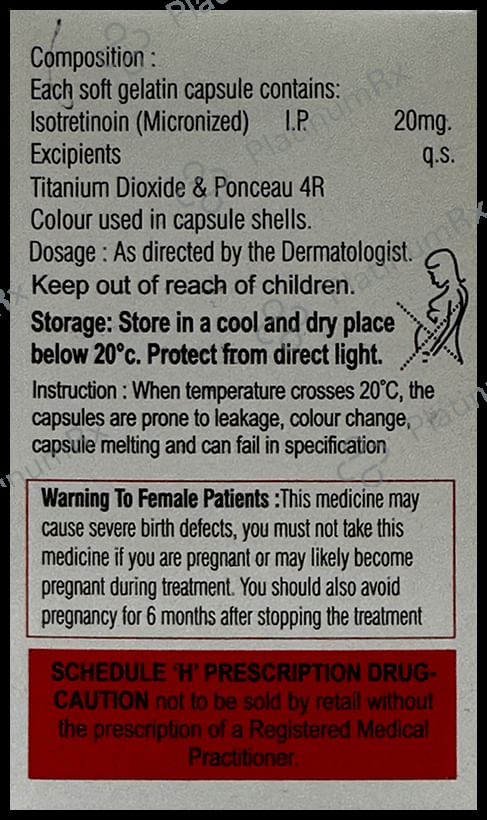 Composition :
Each soft gelatin capsule contains:
Isotretinoin (Micronized) I.P. 20mg.
Excipients q.s.
Titanium Dioxide & Ponceau 4R
Colour used in capsule shells.
Dosage : As directed by the Dermatologist.
Keep out of reach of children.
Storage: Store in a cool and dry place
below 20°c. Protect from direct light.
Instruction : When temperature crosses 20°C, the
capsules are prone to leakage, colour change,
capsule melting and can fail in specification
Warning To Female Patients :This medicine may
cause severe birth defects, you must not take this
medicine if you are pregnant or may likely become
pregnant during treatment. You should also avoid
pregnancy for 6 months after stopping the treatment
SCHEDULE 'H' PRESCRIPTION DRUG-
CAUTION not to be sold by retail without
the prescription of a Registered Medical
Practitioner.
PlatinumRx
PlatinumRx
PlatinumRx